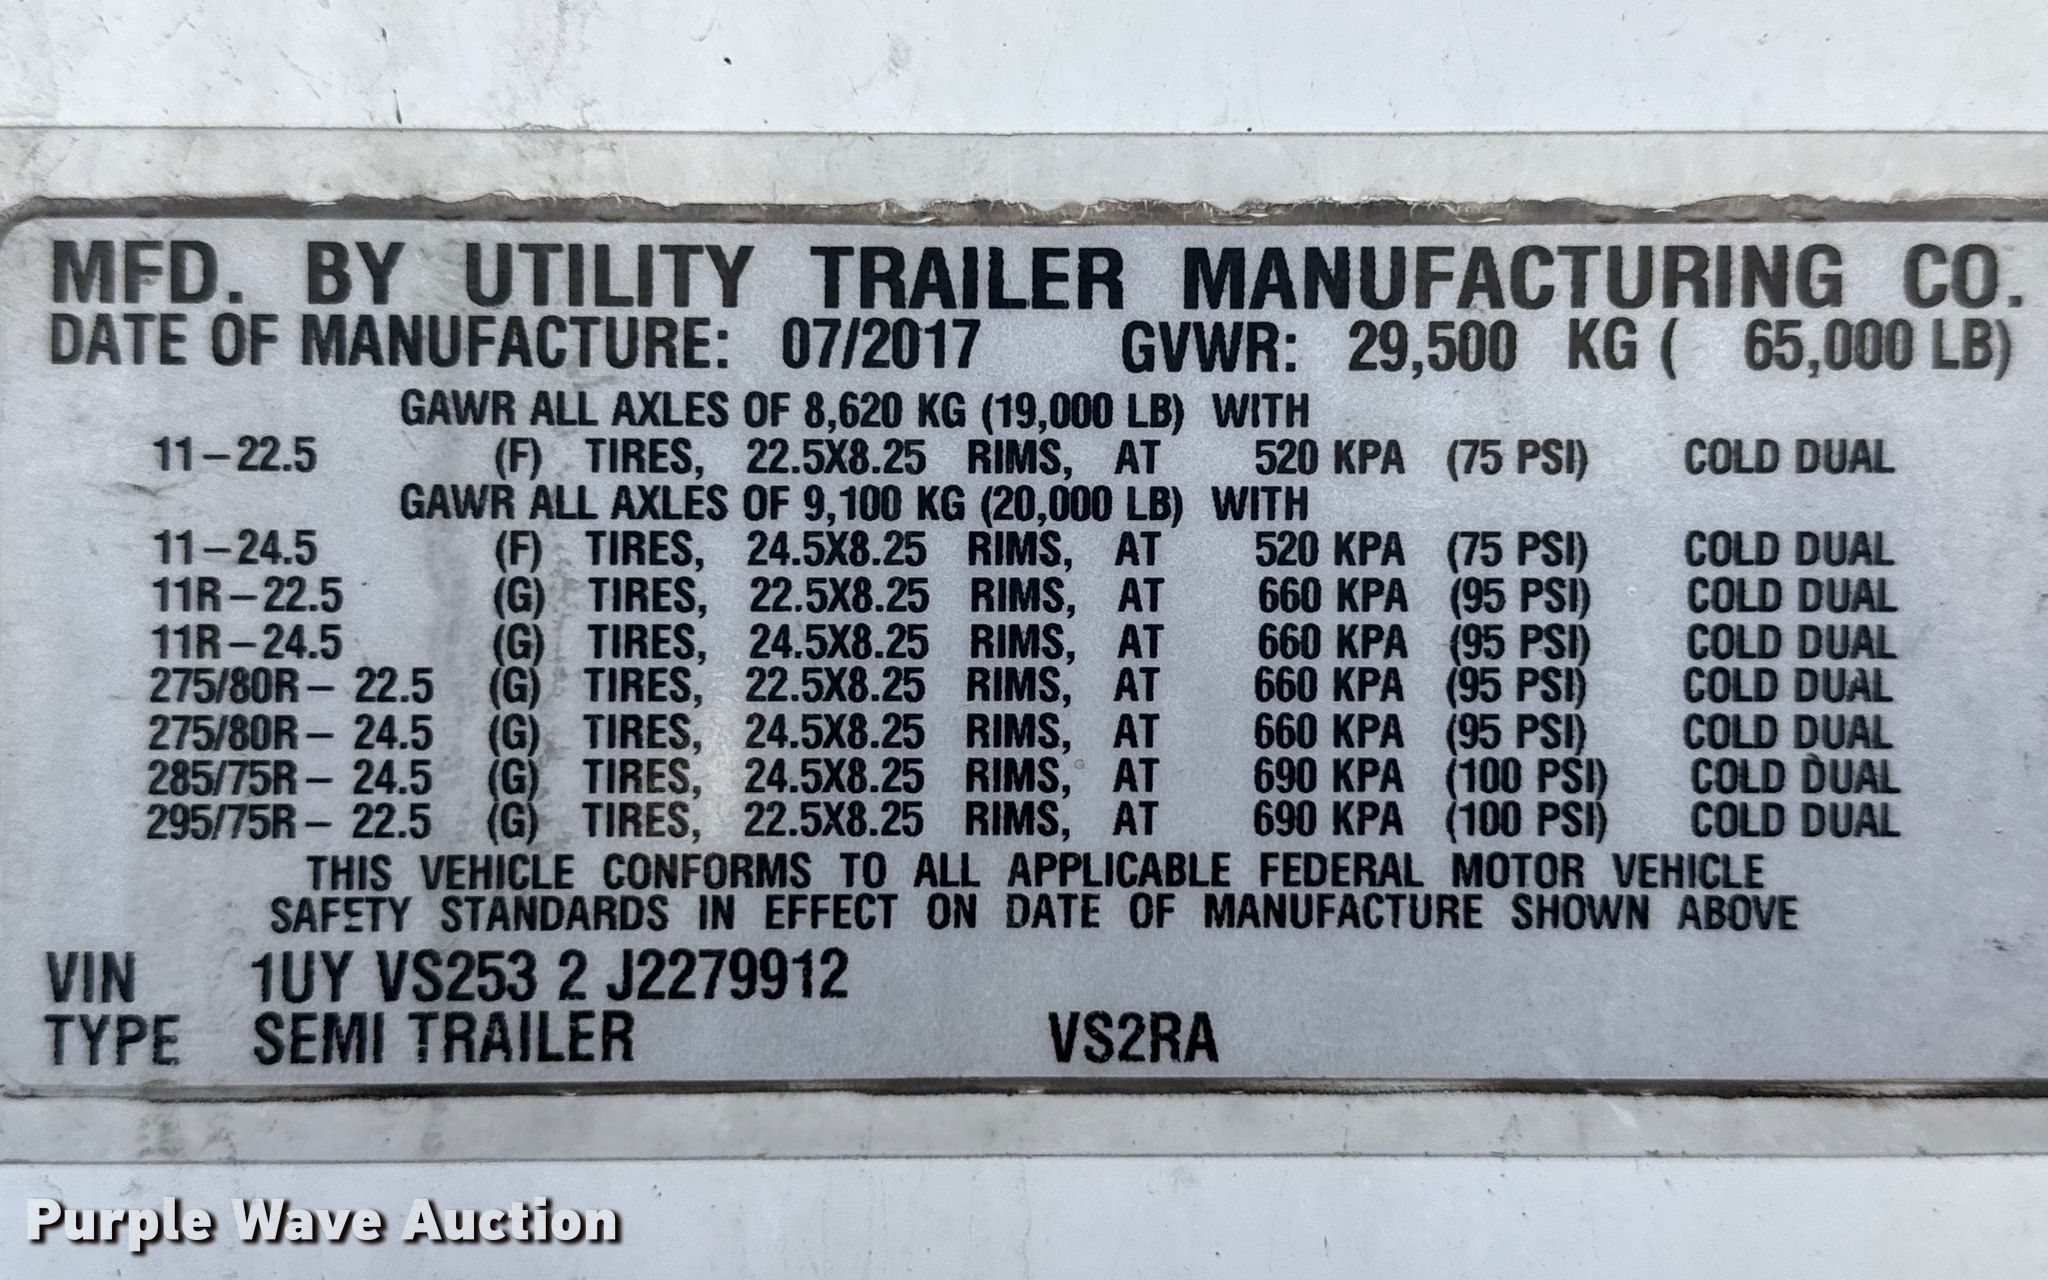 MFD. BY UTILITY TRAILER MANUFACTURING CO.
DATE OF MANUFACTURE: 07/2017 GVWR: 29,500 KG ( 65,000 LB)
GAWR ALL AXLES OF 8,620 KG (19,000 LB) WITH
11-22.5 (F) TIRES, 22.5X8.25 RIMS, AT 520 KPA (75 PSI) COLD DUAL
GAWR ALL AXLES OF 9,100 KG (20,000 LB) WITH
11-24.5 (F) TIRES, 24.5X8.25 RIMS, AT 520 KPA (75 PSI) COLD DUAL
11R-22.5 (G) TIRES, 22.5X8.25 RIMS, AT 660 KPA (95 PSI) COLD DUAL
11R-24.5 (G) TIRES, 24.5X8.25 RIMS, AT 660 KPA (95 PSI) COLD DUAL
275/80R- 22.5 (G) TIRES, 22.5X8.25 RIMS, AT 660 KPA (95 PSI) COLD DUAL
275/80R- 24.5 (G) TIRES, 24.5X8.25 RIMS, AT 660 KPA (95 PSI) COLD DUAL
285/75R- 24.5 (G) TIRES, 24.5X8.25 RIMS, AT 690 KPA (100 PSI) COLD DUAL
295/75R- 22.5 (G) TIRES, 22.5X8.25 RIMS, AT 690 KPA (100 PSI) COLD DUAL
THIS VEHICLE CONFORMS TO ALL APPLICABLE FEDERAL MOTOR VEHICLE
SAFETY STANDARDS IN EFFECT ON DATE OF MANUFACTURE SHOWN ABOVE
VIN 1UY VS253 2 J2279912
TYPE SEMI TRAILER VS2RA
Purple Wave Auction